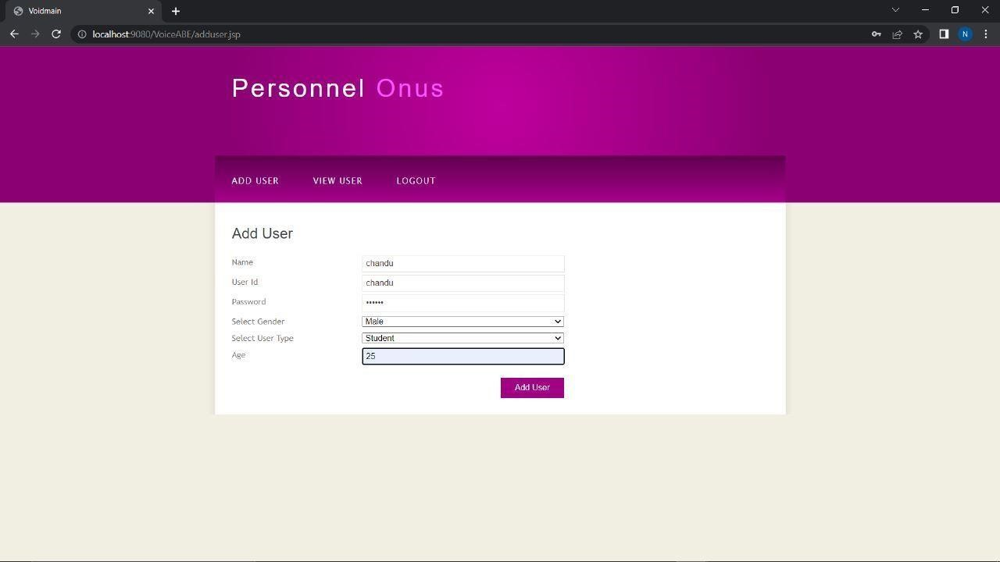 Voidmain
localhost:9080/VoiceABE/adduser.jsp
N
Personnel Onus
ADD USER VIEW USER LOGOUT
Add User
Name chandu
User Id chandu
Password ••••••
Select Gender Male
Select User Type Student
Age 25
Add User